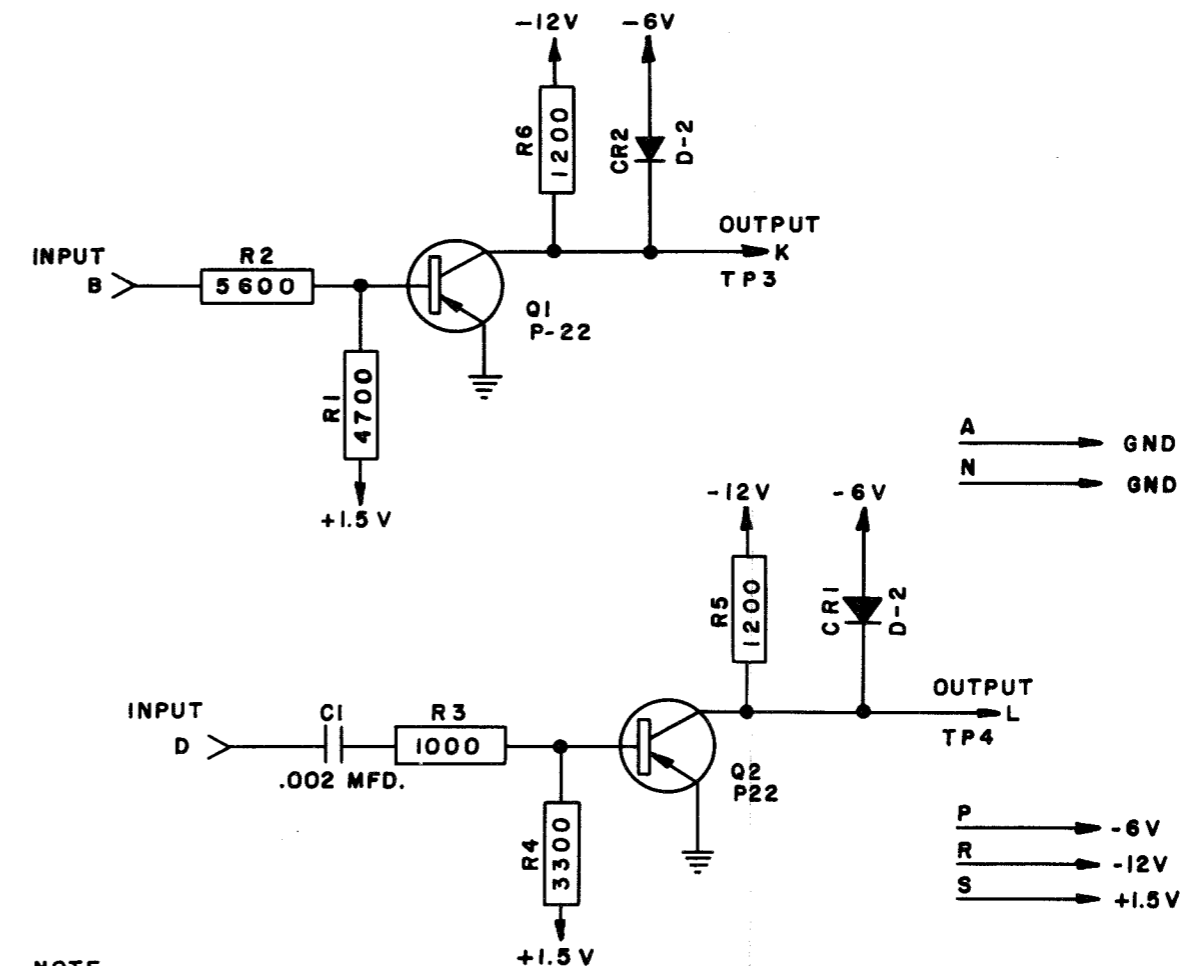 -12V
-6V
R6
1200
CR2
D-2
OUTPUT
K
TP3
INPUT
B
R2
5600
Q1
P-22
R1
4700
+1.5 V
A
GND
N
GND
-12V
-6V
R5
1200
CR1
D-2
OUTPUT
L
TP4
INPUT
D
C1
.002 MFD.
R3
1000
Q2
P22
R4
3300
+1.5 V
P
-6V
R
-12V
S
+1.5 V
NOTE